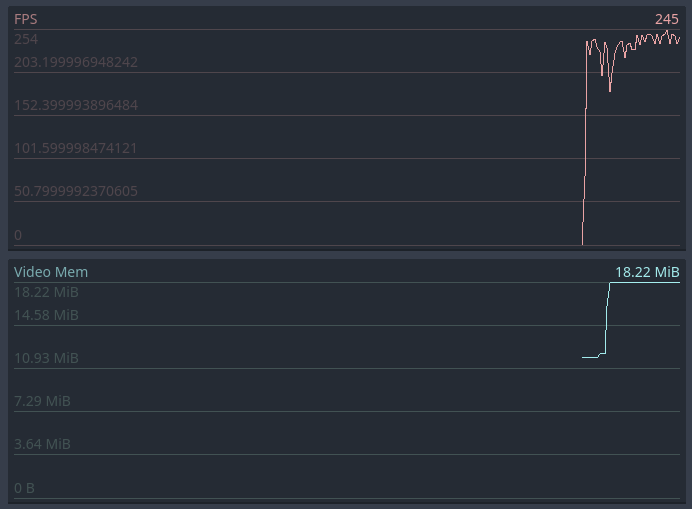 FPS 245
254
203.199996948242
152.399993896484
101.599998474121
50.7999992370605
0
Video Mem 18.22 MiB
18.22 MiB
14.58 MiB
10.93 MiB
7.29 MiB
3.64 MiB
0 B